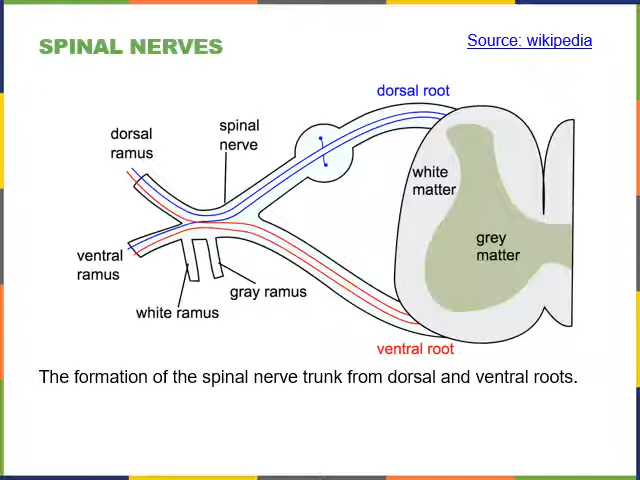 SPINAL NERVES
Source: wikipedia
dorsal root
dorsal
ramus
spinal
nerve
white
matter
grey
matter
ventral
ramus
gray ramus
white ramus
ventral root
The formation of the spinal nerve trunk from dorsal and ventral roots.